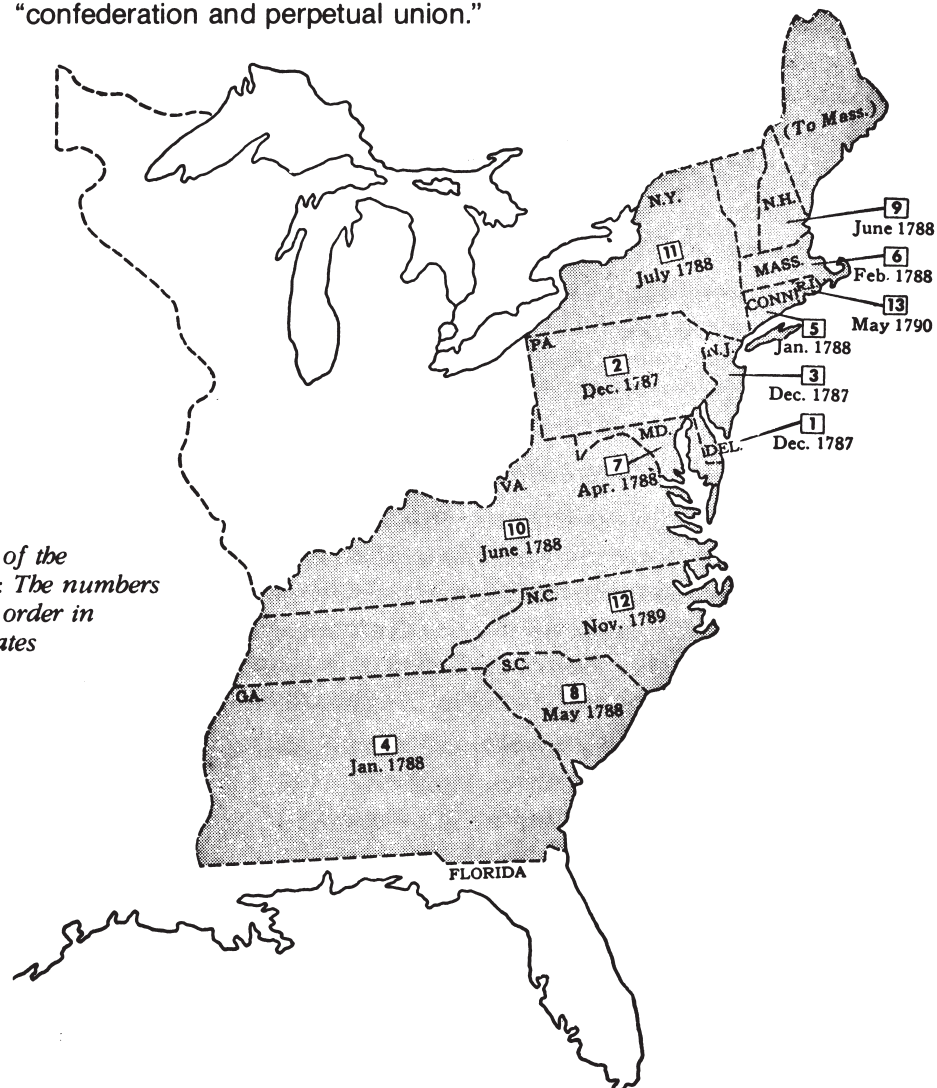 “confederation and perpetual union.”
(To Mass.)
N.Y.
N.H.
9
June 1788
11
July 1788
MASS.
6
Feb. 1788
R.I.
CONN.
13
May 1790
5
Jan. 1788
PA.
N.J.
2
Dec. 1787
3
Dec. 1787
MD.
DEL.
1
Dec. 1787
7
Apr. 1788
VA.
10
June 1788
of the
: The numbers
order in
ates
N.C.
12
Nov. 1789
S.C.
8
May 1788
GA.
4
Jan. 1788
FLORIDA